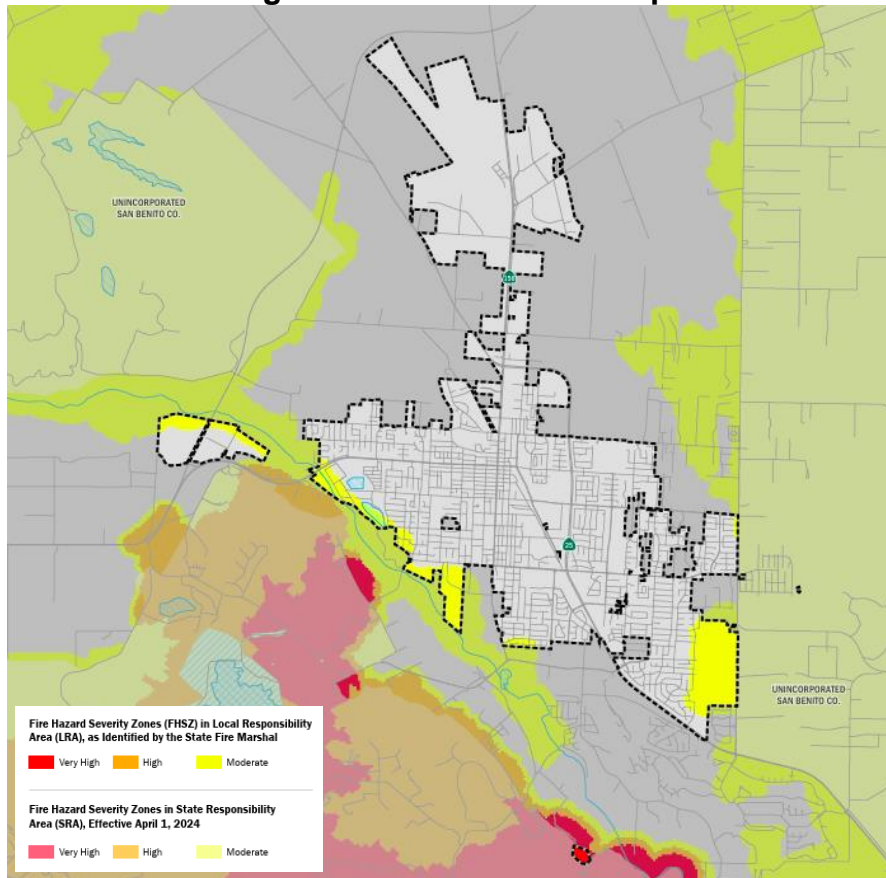 UNINCORPORATED
SAN BENITO CO.
156
25
UNINCORPORATED
SAN BENITO CO.
Fire Hazard Severity Zones (FHSZ) in Local Responsibility
Area (LRA), as Identified by the State Fire Marshal
Very High High Moderate
Fire Hazard Severity Zones in State Responsibility
Area (SRA), Effective April 1, 2024
Very High High Moderate